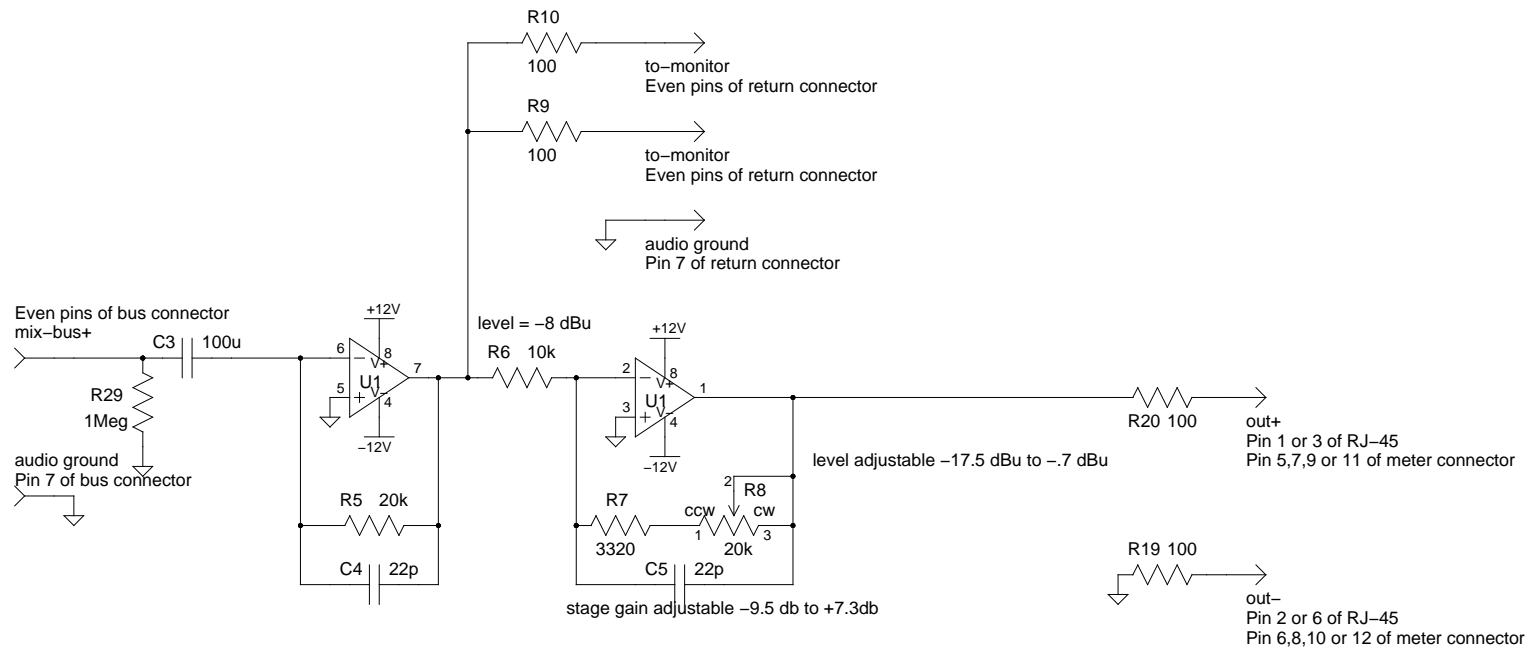 R10
100
to−monitor
Even pins of return connector
R9
100
to−monitor
Even pins of return connector
audio ground
Pin 7 of return connector
Even pins of bus connector
mix−bus+
C3 100u
R29
1Meg
audio ground
Pin 7 of bus connector
+12V
6
8
V+
7
5
U1
V−
4
−12V
R5 20k
C4 22p
level = −8 dBu
R6 10k
+12V
2
8
V+
1
3
U1
V−
4
−12V
level adjustable −17.5 dBu to −.7 dBu
2
R8
R7
ccw
cw
1
3
3320
20k
C5 22p
stage gain adjustable −9.5 db to +7.3db
R20 100
out+
Pin 1 or 3 of RJ−45
Pin 5,7,9 or 11 of meter connector
R19 100
out−
Pin 2 or 6 of RJ−45
Pin 6,8,10 or 12 of meter connector